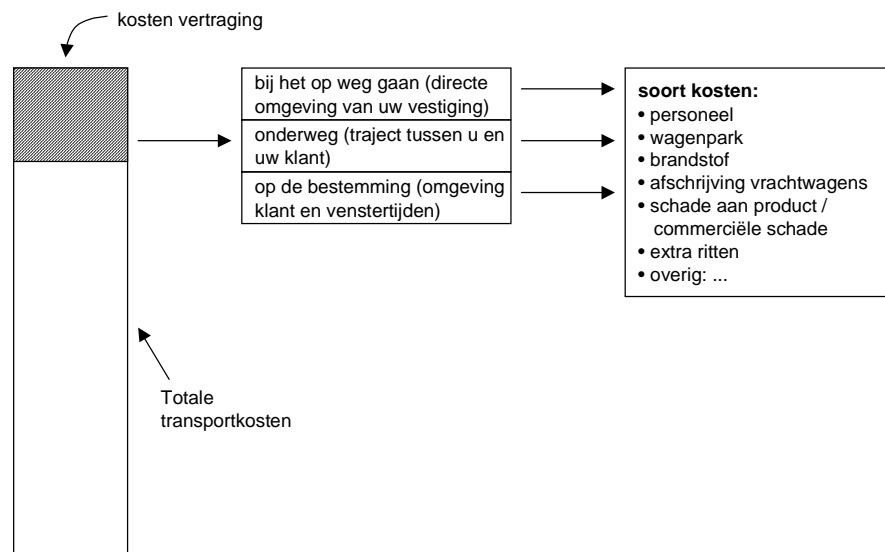 kosten vertraging
bij het op weg gaan (directe
omgeving van uw vestiging)
onderweg (traject tussen u en
uw klant)
op de bestemming (omgeving
klant en venstertijden)
soort kosten:
• personeel
• wagenpark
• brandstof
• afschrijving vrachtwagens
• schade aan product /
commerciële schade
• extra ritten
• overig: ...
Totale
transportkosten